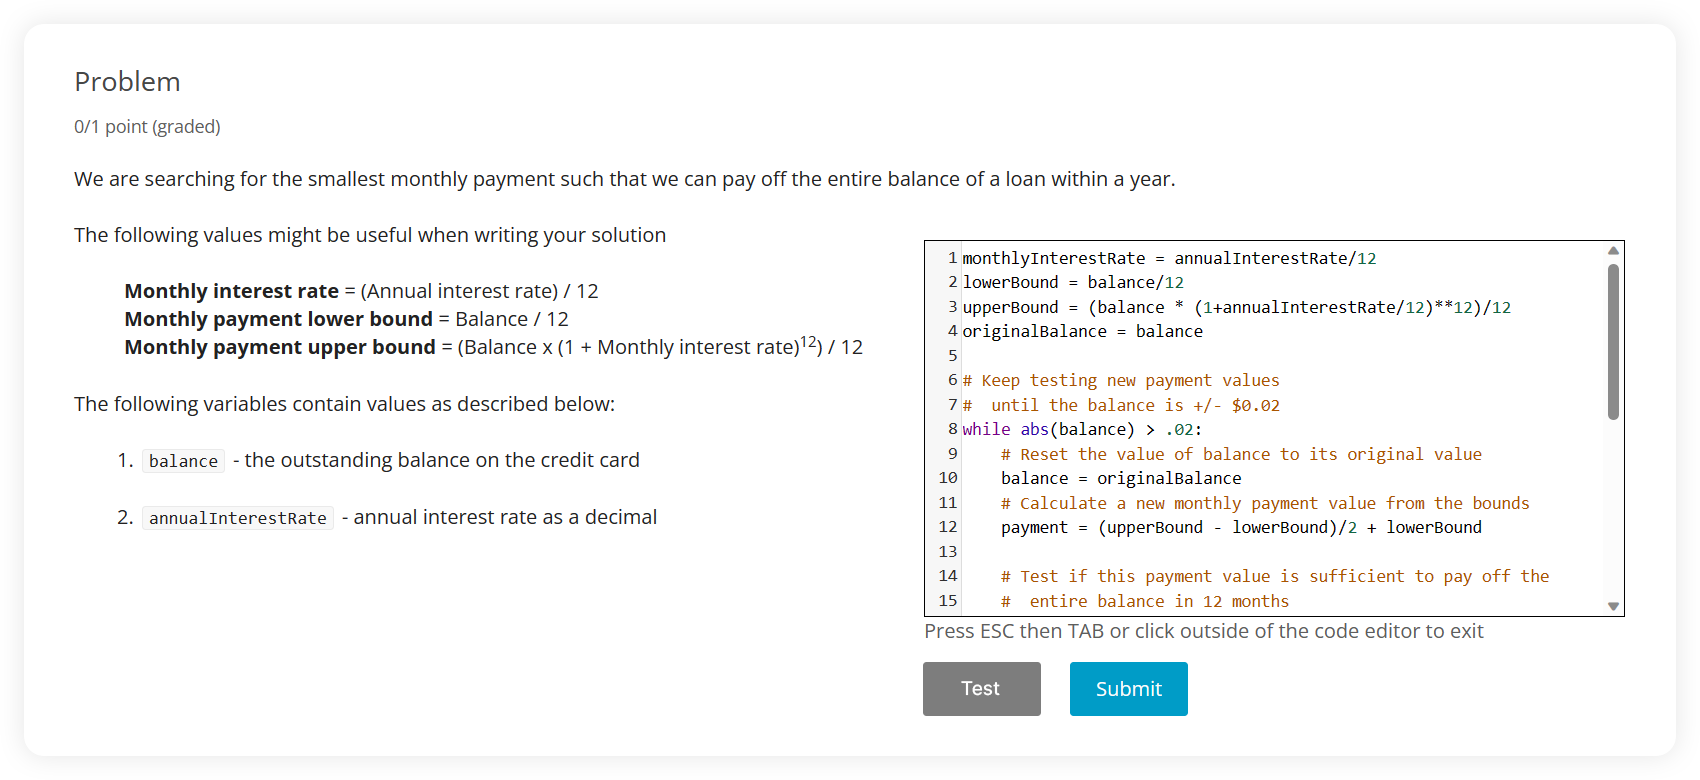 Problem
0/1 point (graded)
We are searching for the smallest monthly payment such that we can pay off the entire balance of a loan within a year.
The following values might be useful when writing your solution
Monthly interest rate = (Annual interest rate) / 12
Monthly payment lower bound = Balance / 12
Monthly payment upper bound = (Balance x (1 + Monthly interest rate)12) / 12
The following variables contain values as described below:
1. balance - the outstanding balance on the credit card
2. annualInterestRate - annual interest rate as a decimal
1 monthlyInterestRate = annualInterestRate/12
2 lowerBound = balance/12
3 upperBound = (balance * (1+annualInterestRate/12)**12)/12
4 originalBalance = balance
5
6 # Keep testing new payment values
7 #  until the balance is +/- $0.02
8 while abs(balance) > .02:
9     # Reset the value of balance to its original value
10     balance = originalBalance
11     # Calculate a new monthly payment value from the bounds
12     payment = (upperBound - lowerBound)/2 + lowerBound
13
14     # Test if this payment value is sufficient to pay off the
15     #  entire balance in 12 months
Press ESC then TAB or click outside of the code editor to exit
Test
Submit